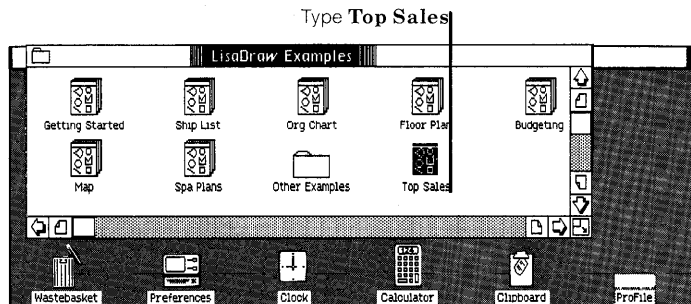 Type Top Sales
LisaDraw Examples
Getting Started Ship List Org Chart Floor Plan Budgeting
Map Spa Plans Other Examples Top Sales
Wastebasket Preferences Clock Calculator Clipboard ProFile